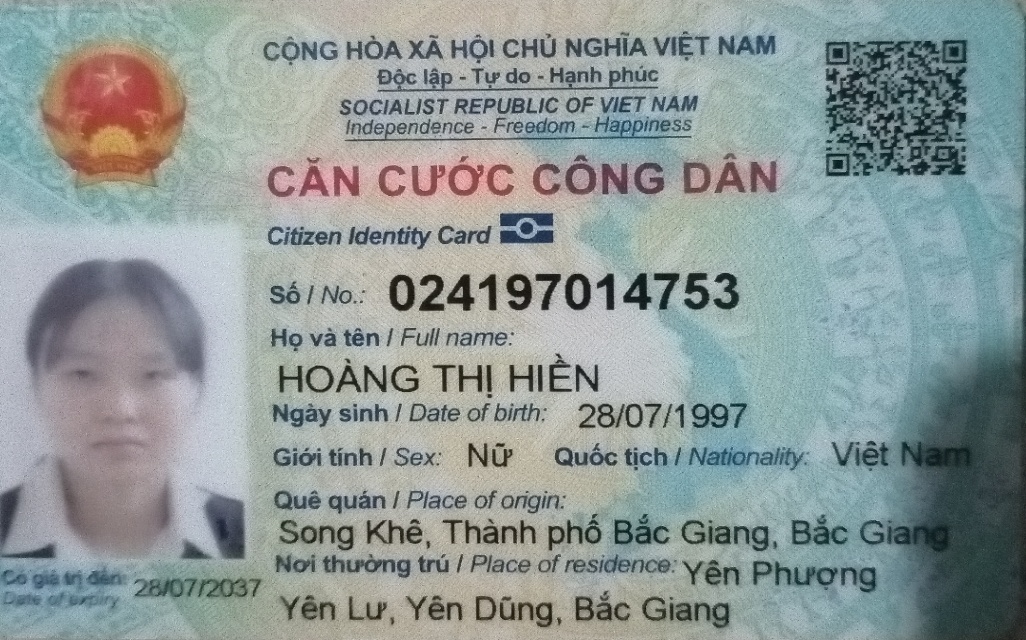 CỘNG HÒA XÃ HỘI CHỦ NGHĨA VIỆT NAM
Độc lập - Tự do - Hạnh phúc
SOCIALIST REPUBLIC OF VIET NAM
Independence - Freedom - Happiness
CĂN CƯỚC CÔNG DÂN
Citizen Identity Card
Số / No.: 024197014753
Họ và tên / Full name:
HOÀNG THỊ HIỀN
Ngày sinh / Date of birth: 28/07/1997
Giới tính / Sex: Nữ Quốc tịch / Nationality: Việt Nam
Quê quán / Place of origin:
Song Khê, Thành phố Bắc Giang, Bắc Giang
Nơi thường trú / Place of residence: Yên Phượng
Yên Lư, Yên Dũng, Bắc Giang
Có giá trị đến: 28/07/2037
Date of expiry